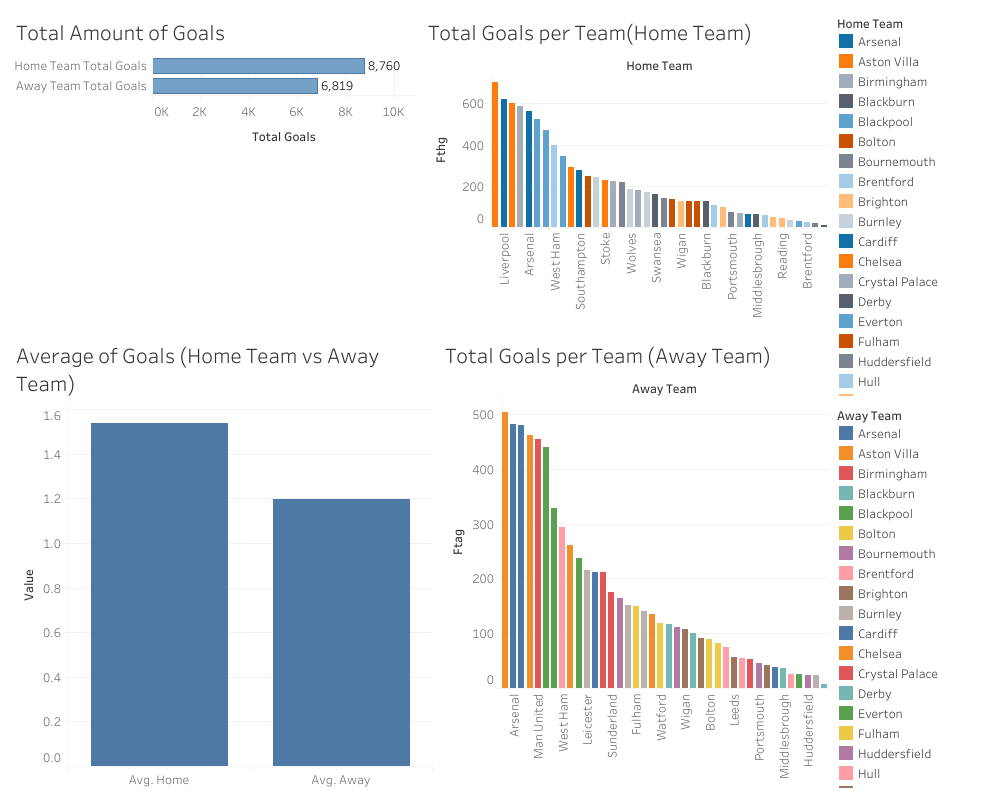 Total Amount of Goals
Home Team Total Goals
8,760
Away Team Total Goals
6,819
0K
2K
4K
6K
8K
10K
Total Goals
Total Goals per Team(Home Team)
Home Team
600
400
200
0
Fthg
Liverpool
Arsenal
West Ham
Southampton
Stoke
Wolves
Swansea
Wigan
Blackburn
Portsmouth
Middlesbrough
Reading
Brentford
Home Team
Arsenal
Aston Villa
Birmingham
Blackburn
Blackpool
Bolton
Bournemouth
Brentford
Brighton
Burnley
Cardiff
Chelsea
Crystal Palace
Derby
Everton
Fulham
Huddersfield
Hull
Average of Goals (Home Team vs Away
Team)
1.6
1.4
1.2
1.0
0.8
0.6
0.4
0.2
0.0
Value
Avg. Home
Avg. Away
Total Goals per Team (Away Team)
Away Team
500
400
300
200
100
0
Ftag
Arsenal
Man United
West Ham
Leicester
Sunderland
Fulham
Watford
Wigan
Bolton
Leeds
Portsmouth
Middlesbrough
Huddersfield
Away Team
Arsenal
Aston Villa
Birmingham
Blackburn
Blackpool
Bolton
Bournemouth
Brentford
Brighton
Burnley
Cardiff
Chelsea
Crystal Palace
Derby
Everton
Fulham
Huddersfield
Hull